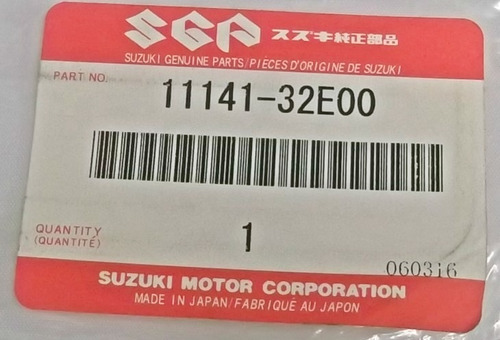 SGP スズキ純正部品
SUZUKI GENUINE PARTS/PIECES D'ORIGINE DE SUZUKI
PART NO. 11141-32E00
QUANTITY 1
(QUANTITÉ)
060316
SUZUKI MOTOR CORPORATION
MADE IN JAPAN/FABRIQUÉ AU JAPON